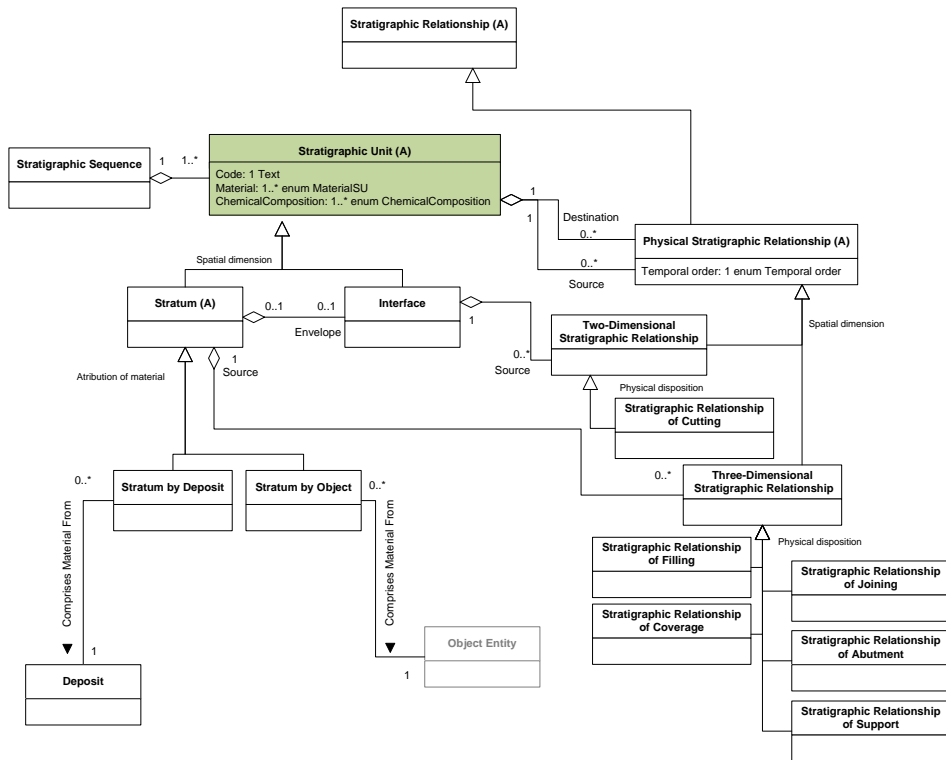 Stratigraphic Relationship (A)
Stratigraphic Sequence
1
1..*
Stratigraphic Unit (A)
Code: 1 Text
Material: 1..* enum MaterialSU
ChemicalComposition: 1..* enum ChemicalComposition
1
1
Destination
0..*
0..*
Source
Physical Stratigraphic Relationship (A)
Temporal order: 1 enum Temporal order
Spatial dimension
Spatial dimension
Stratum (A)
0..1
0..1
Envelope
Interface
1
Two-Dimensional
Stratigraphic Relationship
0..*
Source
1
Source
Atribution of material
Physical disposition
Stratigraphic Relationship
of Cutting
0..*
Stratum by Deposit
Stratum by Object
0..*
0..*
Three-Dimensional
Stratigraphic Relationship
Comprises Material From
Comprises Material From
Physical disposition
Stratigraphic Relationship
of Filling
Stratigraphic Relationship
of Joining
Stratigraphic Relationship
of Coverage
Stratigraphic Relationship
of Abutment
1
Deposit
1
Object Entity
Stratigraphic Relationship
of Support